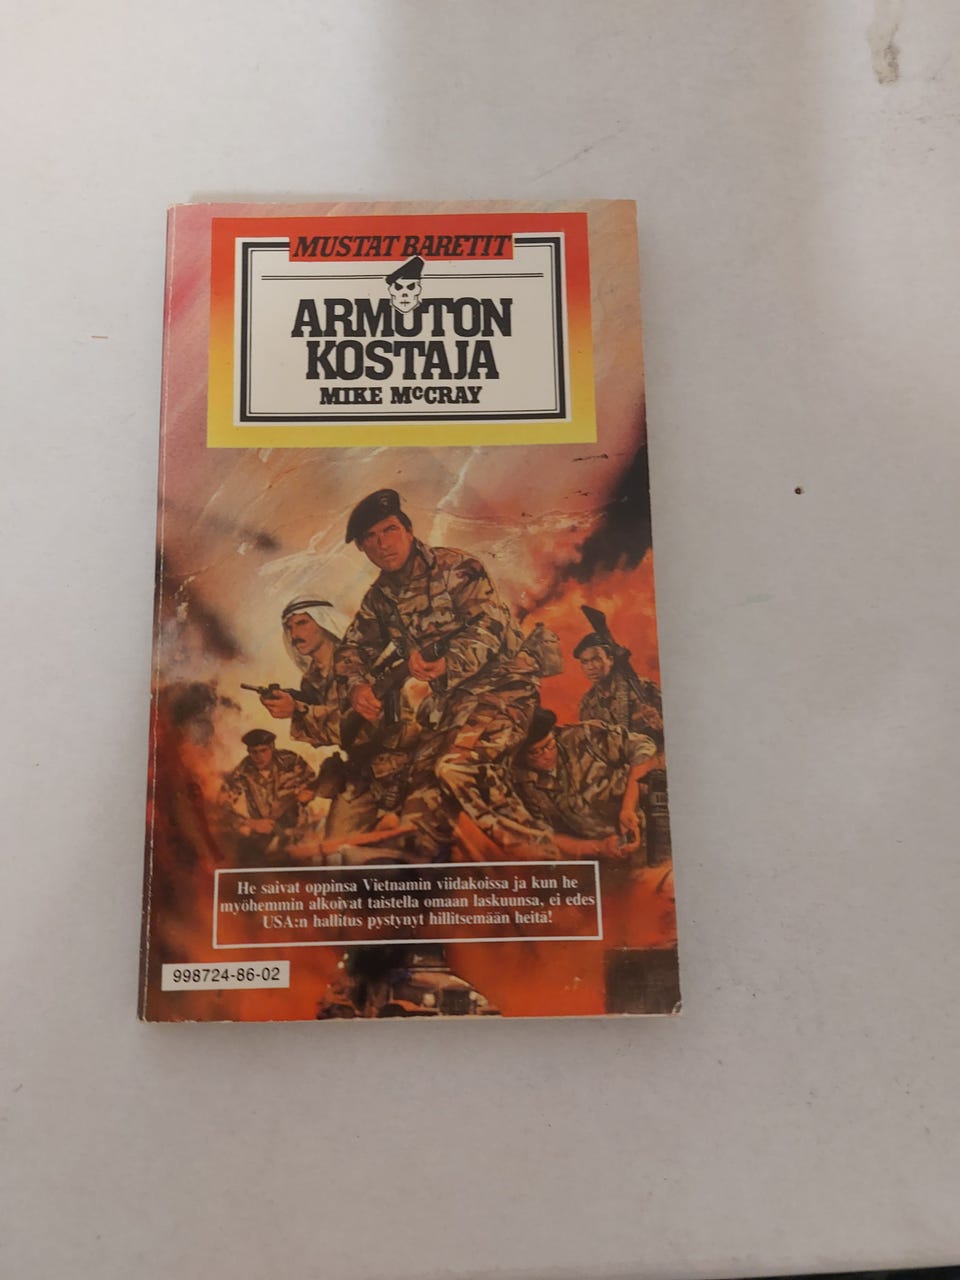 MUSTAT BARETIT
ARMOTON
KOSTAJA
MIKE McCRAY
He saivat oppinsa Vietnamin viidakoissa ja kun he
myöhemmin alkoivat taistella omaan laskuunsa, ei edes
USA:n hallitus pystynyt hillitsemään heitä!
998724-86-02